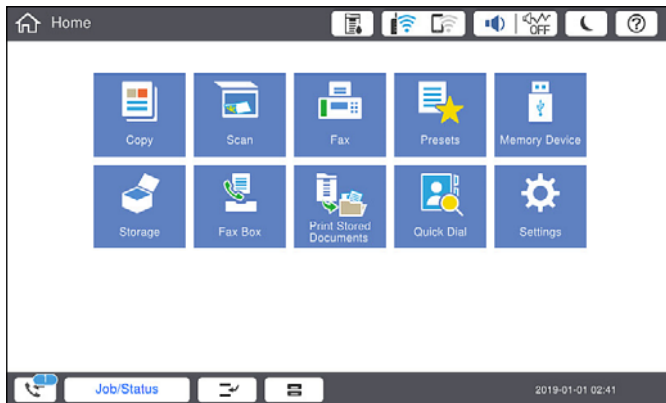 Home
OFF
Copy
Scan
Fax
Presets
Memory Device
Storage
Fax Box
Print Stored
Documents
Quick Dial
Settings
Job/Status
2019-01-01 02:41